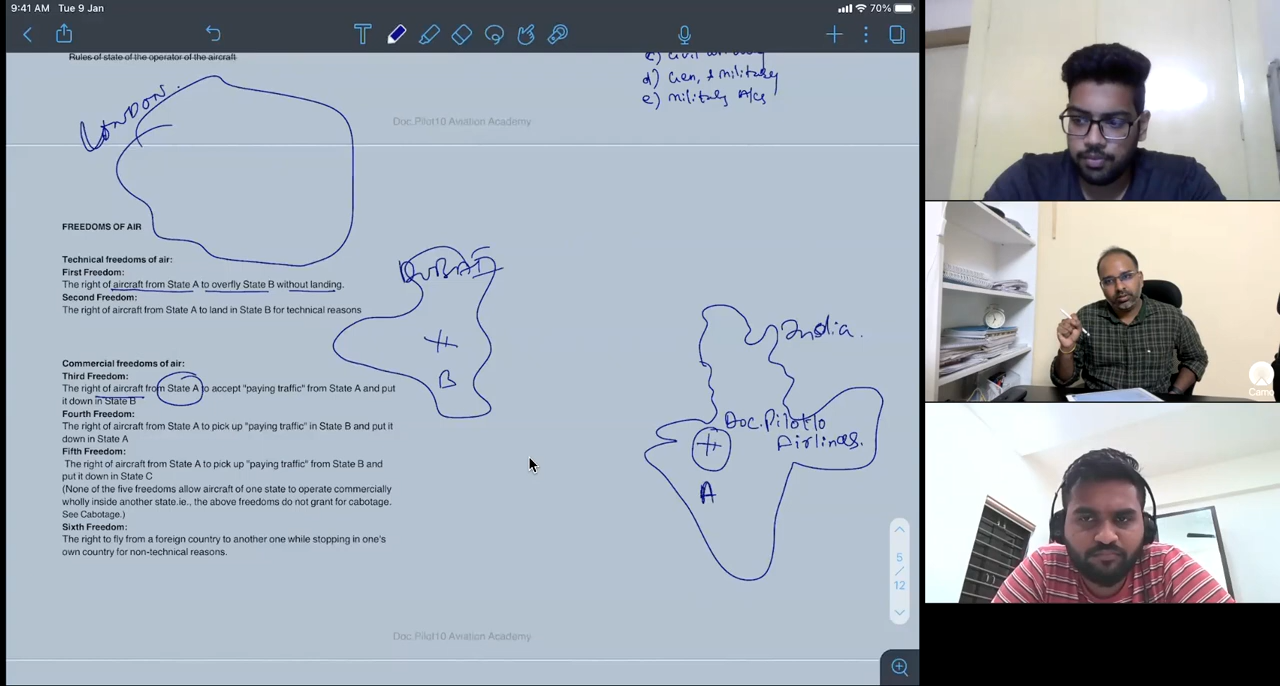 9:41 AM Tue 9 Jan
70%
Rules of state of the operator of the aircraft
d) Gen, & military
e) military A/cs
LONDON.
Doc.Pilot10 Aviation Academy
FREEDOMS OF AIR
Technical freedoms of air:
First Freedom:
The right of aircraft from State A to overfly State B without landing.
Second Freedom:
The right of aircraft from State A to land in State B for technical reasons
DUBAI
B
India.
Doc.Pilot10
Airlines.
A
Commercial freedoms of air:
Third Freedom:
The right of aircraft from State A to accept "paying traffic" from State A and put
it down in State B
Fourth Freedom:
The right of aircraft from State A to pick up "paying traffic" in State B and put it
down in State A
Fifth Freedom:
The right of aircraft from State A to pick up "paying traffic" from State B and
put it down in State C
(None of the five freedoms allow aircraft of one state to operate commercially
wholly inside another state.ie., the above freedoms do not grant for cabotage.
See Cabotage.)
Sixth Freedom:
The right to fly from a foreign country to another one while stopping in one's
own country for non-technical reasons.
5
/
12
Doc.Pilot10 Aviation Academy
Camo